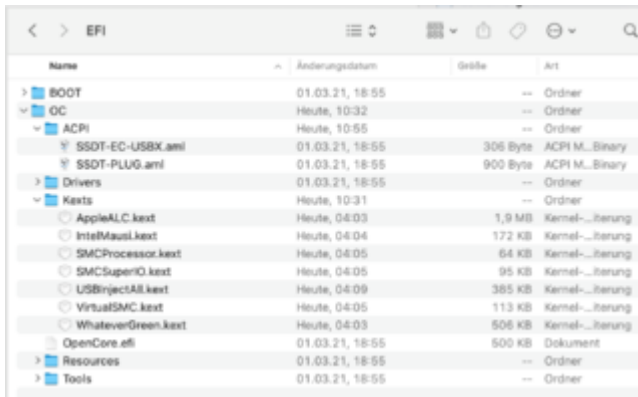 EFI
Name Änderungsdatum Größe Art
BOOT 01.03.21, 18:55 -- Ordner
OC Heute, 10:32 -- Ordner
ACPI Heute, 10:55 -- Ordner
SSDT-EC-USBX.aml 01.03.21, 18:55 306 Byte ACPI M...Binary
SSDT-PLUG.aml 01.03.21, 18:55 900 Byte ACPI M...Binary
Drivers 01.03.21, 18:55 -- Ordner
Kexts Heute, 10:31 -- Ordner
AppleALC.kext Heute, 04:03 1,9 MB Kernel-...iterung
IntelMausi.kext Heute, 04:04 172 KB Kernel-...iterung
SMCProcessor.kext Heute, 04:05 64 KB Kernel-...iterung
SMCSuperIO.kext Heute, 04:05 95 KB Kernel-...iterung
USBInjectAll.kext Heute, 04:09 385 KB Kernel-...iterung
VirtualSMC.kext Heute, 04:05 113 KB Kernel-...iterung
WhateverGreen.kext Heute, 04:03 506 KB Kernel-...iterung
OpenCore.efi 01.03.21, 18:55 500 KB Dokument
Resources 01.03.21, 18:55 -- Ordner
Tools 01.03.21, 18:55 -- Ordner